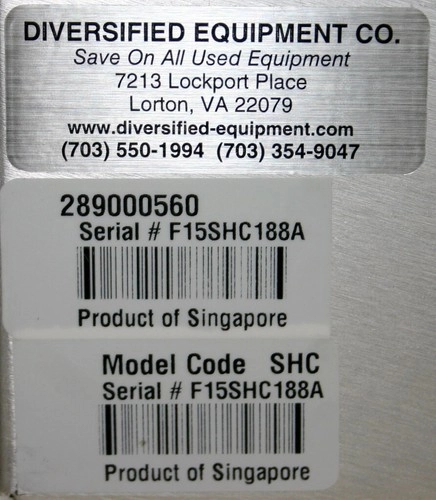 DIVERSIFIED EQUIPMENT CO.
Save On All Used Equipment
7213 Lockport Place
Lorton, VA 22079
www.diversified-equipment.com
(703) 550-1994 (703) 354-9047
289000560
Serial # F15SHC188A
Product of Singapore
Model Code SHC
Serial # F15SHC188A
Product of Singapore